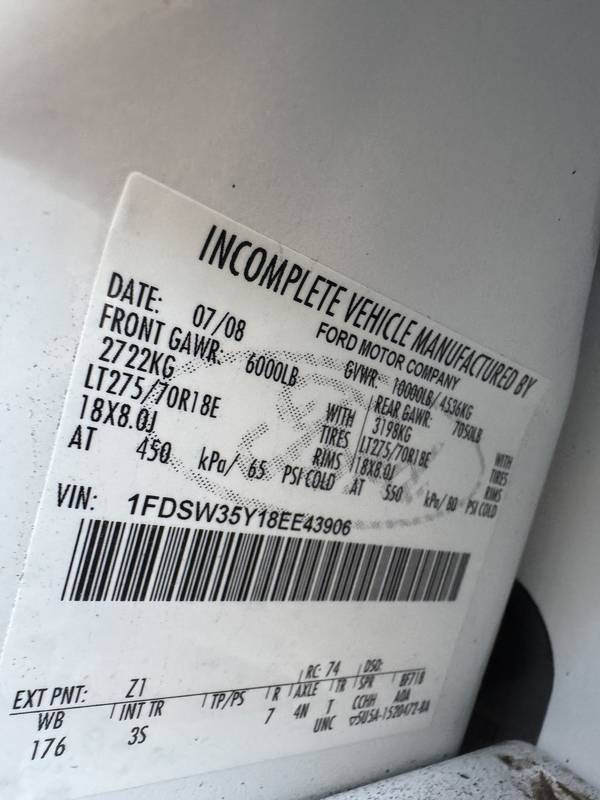 INCOMPLETE VEHICLE MANUFACTURED BY
FORD MOTOR COMPANY
DATE: 07/08 GVWR: 10000LB/4536KG
FRONT GAWR: 6000LB REAR GAWR: 7050LB
2722KG WITH 3198KG WITH
LT275/70R18E TIRES LT275/70R18E TIRES
18X8.0J RIMS 18X8.0J RIMS
AT 450 kPa/ 65 PSI COLD AT 550 kPa/ 80 PSI COLD
VIN: 1FDSW35Y18EE43906
EXT PNT: Z1 RC: 74 DSO:
WB INT TR TP/PS R AXLE TR SPR BF718
176 3S 7 4N T CCHH ADA
UNC